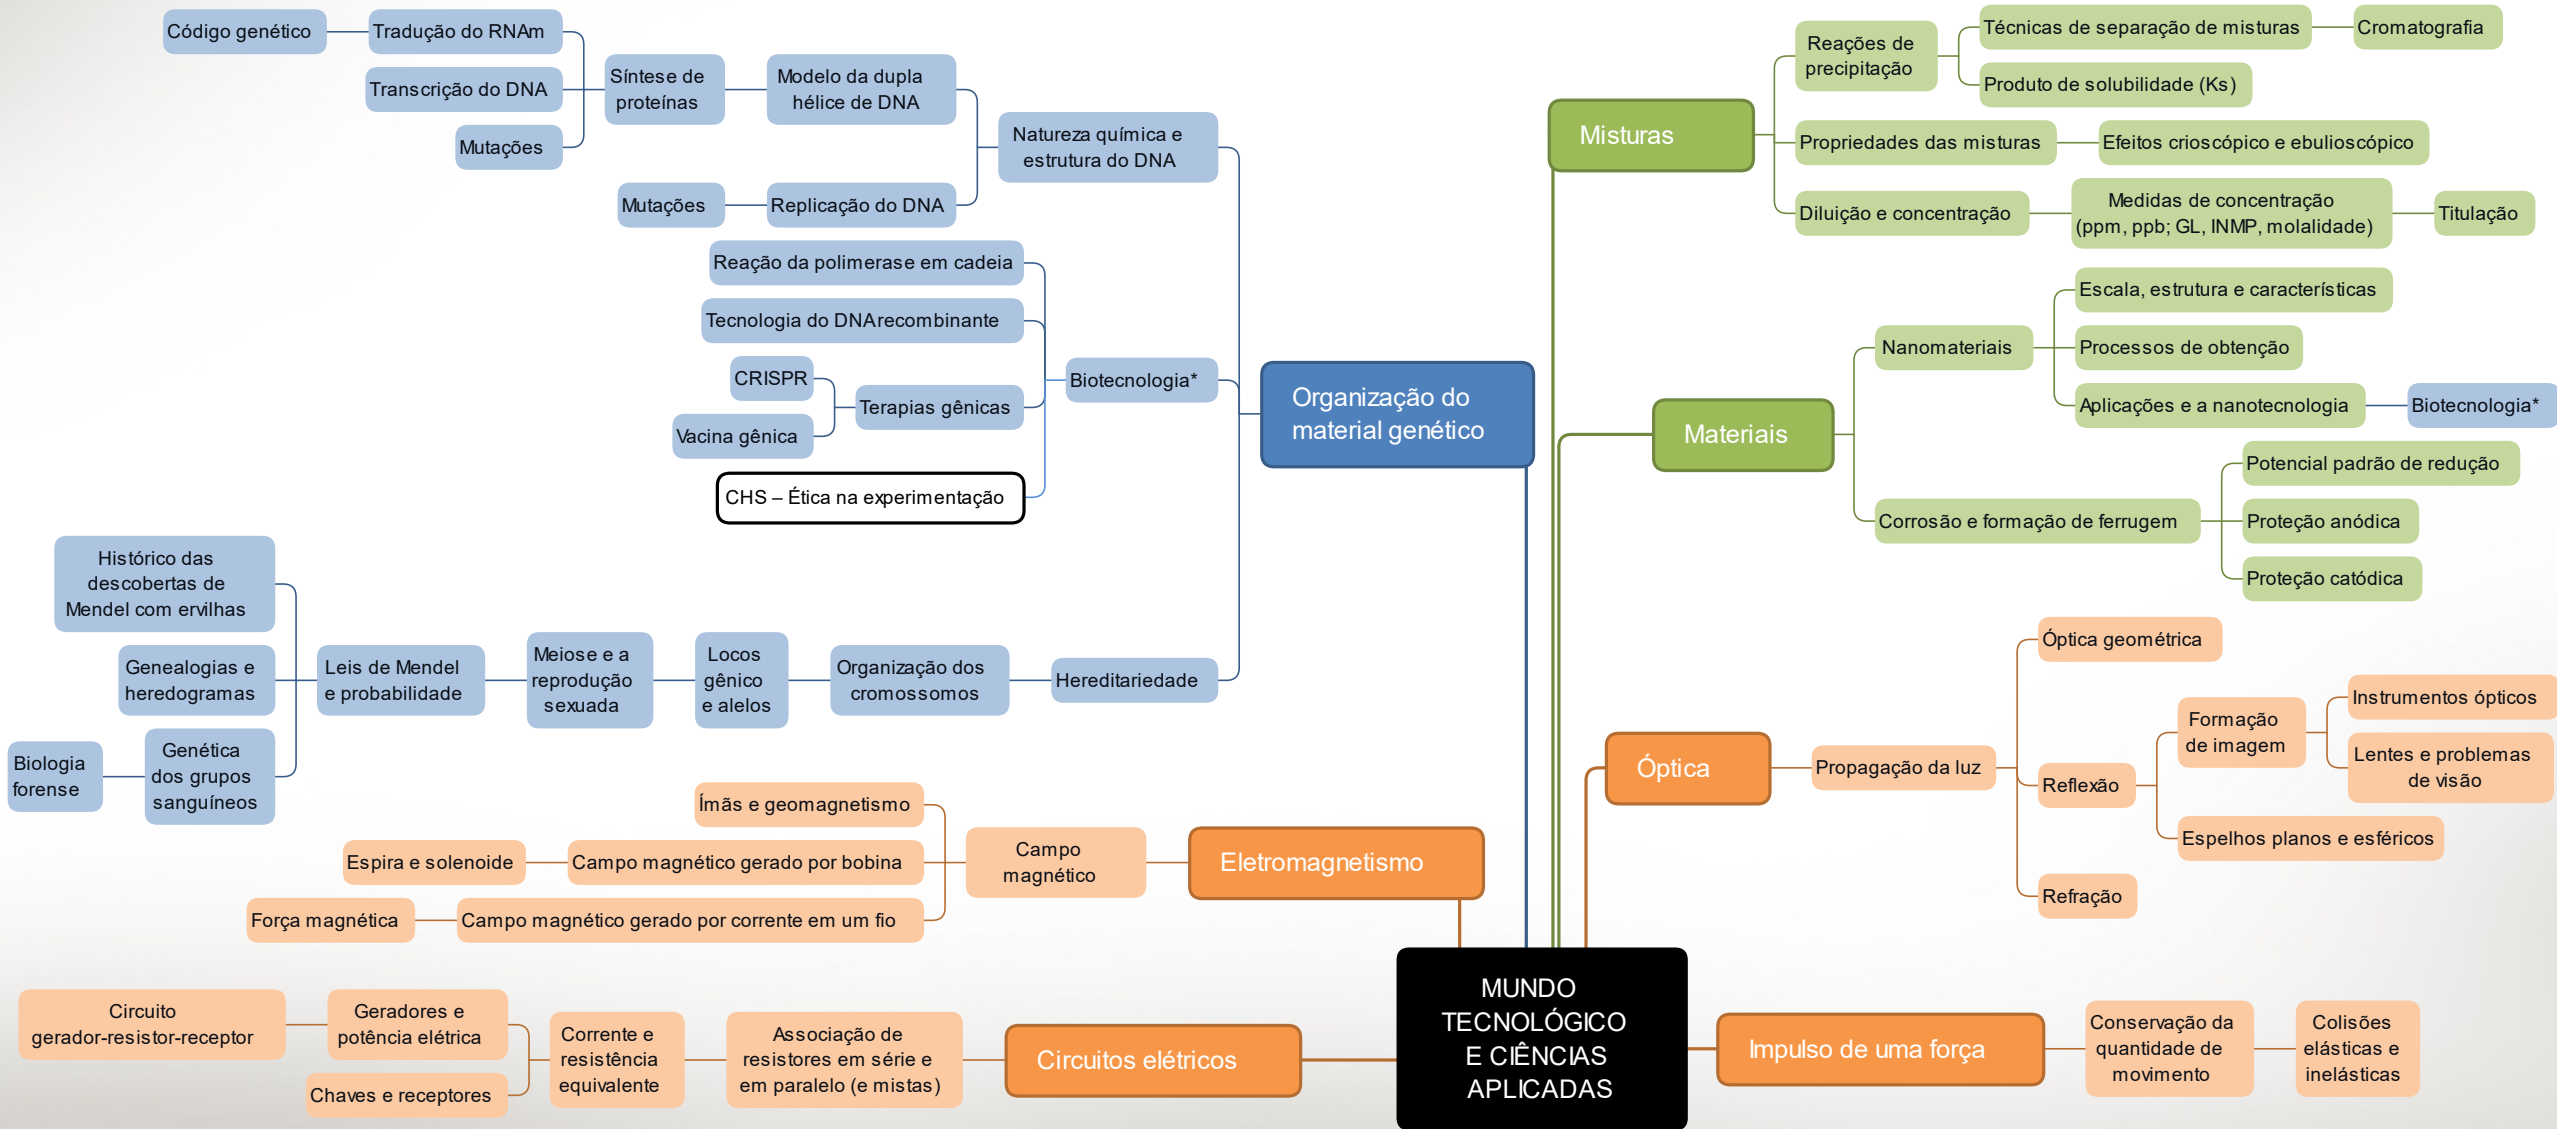 Código genético
Tradução do RNAm
Transcrição do DNA
Mutações
Síntese de
proteínas
Modelo da dupla
hélice de DNA
Mutações
Replicação do DNA
Natureza química e
estrutura do DNA
Reação da polimerase em cadeia
Tecnologia do DNA recombinante
CRISPR
Vacina gênica
Terapias gênicas
CHS – Ética na experimentação
Biotecnologia*
Organização do
material genético
Histórico das
descobertas de
Mendel com ervilhas
Genealogias e
heredogramas
Biologia
forense
Genética
dos grupos
sanguíneos
Leis de Mendel
e probabilidade
Meiose e a
reprodução
sexuada
Locos
gênico
e alelos
Organização dos
cromossomos
Hereditariedade
Ímãs e geomagnetismo
Espira e solenoide
Campo magnético gerado por bobina
Força magnética
Campo magnético gerado por corrente em um fio
Campo
magnético
Eletromagnetismo
Circuito
gerador-resistor-receptor
Geradores e
potência elétrica
Chaves e receptores
Corrente e
resistência
equivalente
Associação de
resistores em série e
em paralelo (e mistas)
Circuitos elétricos
MUNDO
TECNOLÓGICO
E CIÊNCIAS
APLICADAS
Misturas
Reações de
precipitação
Técnicas de separação de misturas
Cromatografia
Produto de solubilidade (Ks)
Propriedades das misturas
Efeitos crioscópico e ebulioscópico
Diluição e concentração
Medidas de concentração
(ppm, ppb; GL, INMP, molalidade)
Titulação
Materiais
Nanomateriais
Escala, estrutura e características
Processos de obtenção
Aplicações e a nanotecnologia
Biotecnologia*
Corrosão e formação de ferrugem
Potencial padrão de redução
Proteção anódica
Proteção catódica
Óptica
Propagação da luz
Óptica geométrica
Reflexão
Formação
de imagem
Instrumentos ópticos
Lentes e problemas
de visão
Espelhos planos e esféricos
Refração
Impulso de uma força
Conservação da
quantidade de
movimento
Colisões
elásticas e
inelásticas